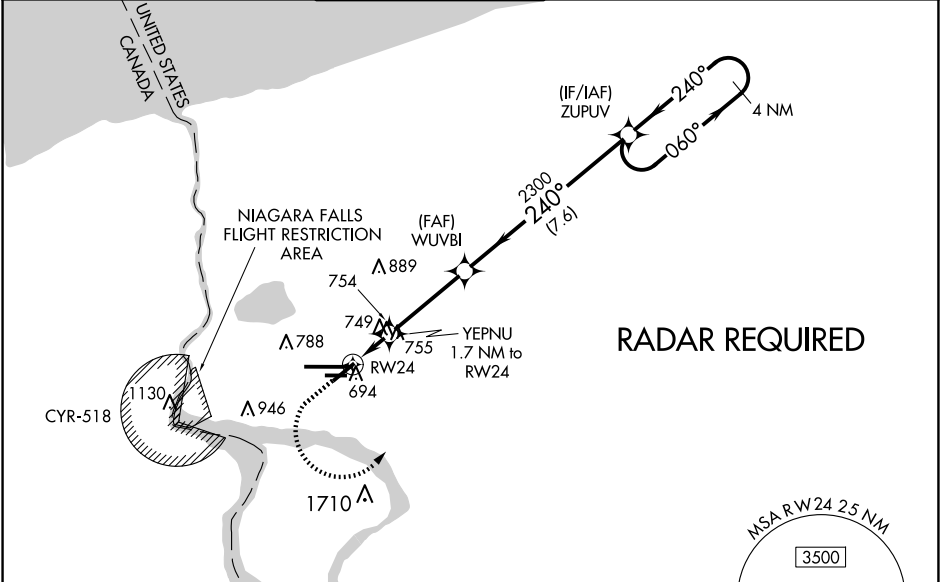 UNITED STATES
CANADA
(IF/IAF)
ZUPUV
240°
060°
4 NM
2300
240°
(7.6)
NIAGARA FALLS
FLIGHT RESTRICTION
AREA
(FAF)
WUVBI
889
754
749
755
YEPNU
1.7 NM to
RW24
788
RW24
694
RADAR REQUIRED
CYR-518
1130
946
1710
MSA RW24 25 NM
3500